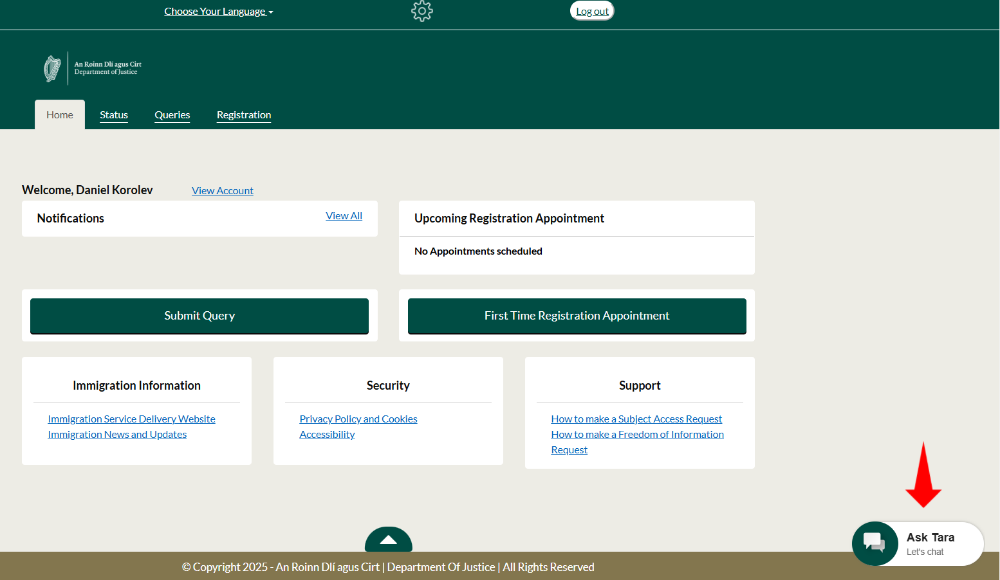 Choose Your Language
Log out
An Roinn Dlí agus Cirt
Department of Justice
Home
Status
Queries
Registration
Welcome, Daniel Korolev
View Account
Notifications
View All
Upcoming Registration Appointment
No Appointments scheduled
Submit Query
First Time Registration Appointment
Immigration Information
Immigration Service Delivery Website
Immigration News and Updates
Security
Privacy Policy and Cookies
Accessibility
Support
How to make a Subject Access Request
How to make a Freedom of Information
Request
Ask Tara
Let's chat
© Copyright 2025 - An Roinn Dlí agus Cirt | Department Of Justice | All Rights Reserved